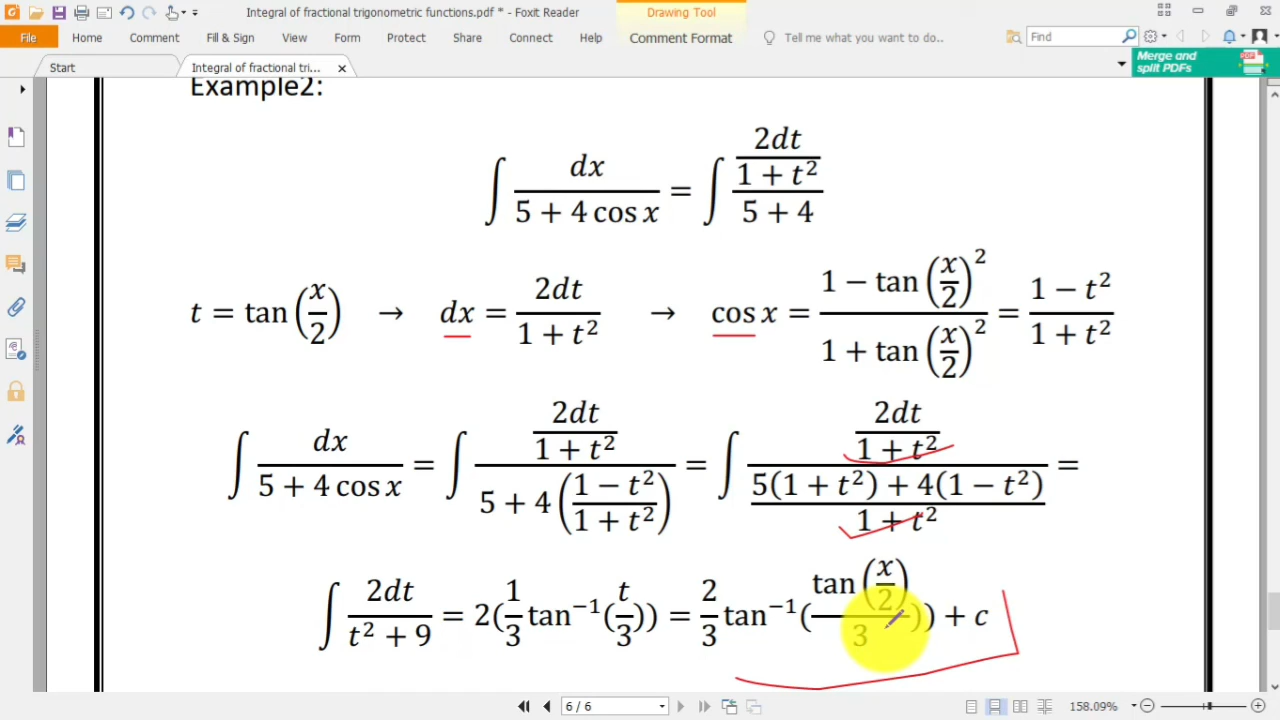 Integral of fractional trigonometric functions.pdf * - Foxit Reader
Drawing Tool
File Home Comment Fill & Sign View Form Protect Share Connect Help Comment Format Tell me what you want to do.. Find
Start Integral of fractional tri... × Merge and split PDFs
Example2:
∫ dx / (5 + 4 cos x) = ∫ (2dt / (1 + t²)) / (5 + 4)
t = tan(x/2) → dx = 2dt / (1 + t²) → cos x = (1 − tan(x/2)²) / (1 + tan(x/2)²) = (1 − t²) / (1 + t²)
∫ dx / (5 + 4 cos x) = ∫ (2dt / (1 + t²)) / (5 + 4((1 − t²) / (1 + t²))) = ∫ (2dt / (1 + t²)) / ((5(1 + t²) + 4(1 − t²)) / (1 + t²)) =
∫ 2dt / (t² + 9) = 2(1/3 tan⁻¹(t/3)) = 2/3 tan⁻¹(tan(x/2) / 3)) + c
6 / 6 158.09%